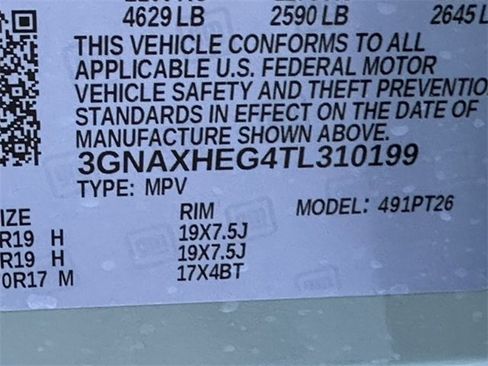 4629 LB 2590 LB 2645 L
THIS VEHICLE CONFORMS TO ALL
APPLICABLE U.S. FEDERAL MOTOR
VEHICLE SAFETY AND THEFT PREVENTIO
STANDARDS IN EFFECT ON THE DATE OF
MANUFACTURE SHOWN ABOVE.
3GNAXHEG4TL310199
TYPE: MPV
IZE RIM MODEL: 491PT26
R19 H 19X7.5J
R19 H 19X7.5J
0R17 M 17X4BT